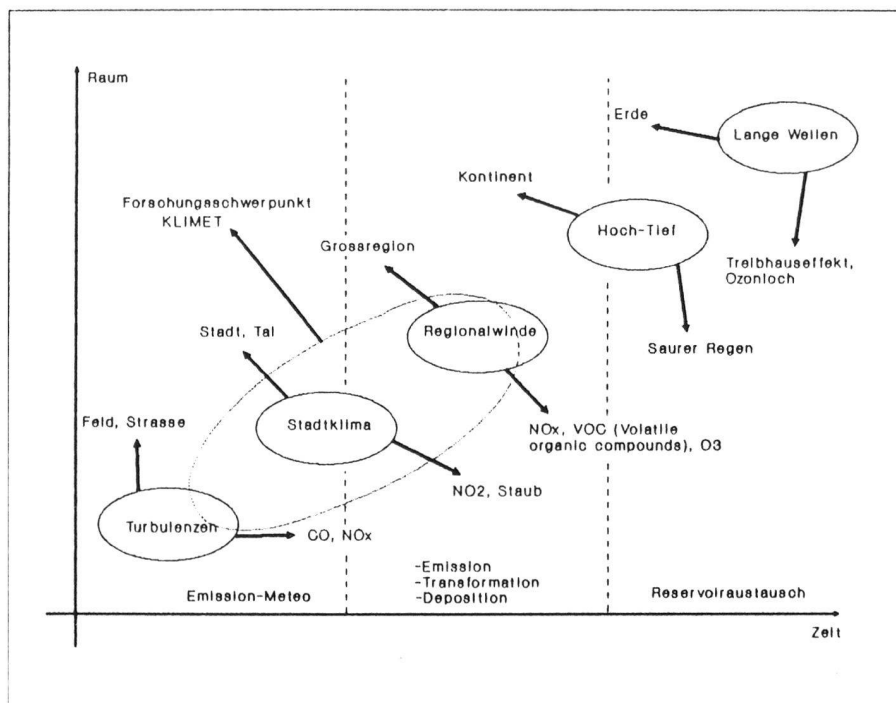 Raum
Erde
Lange Wellen
Kontinent
Forschungsschwerpunkt
KLIMET
Hoch-Tief
Grossregion
Treibhauseffekt,
Ozonloch
Stadt, Tal
Regionalwinde
Saurer Regen
Feld, Strasse
Stadtklima
NOx, VOC (Volatile
organic compounds), O3
NO2, Staub
Turbulenzen
CO, NOx
-Emission
-Transformation
-Deposition
Emission-Meteo
Reservoiraustausch
Zeit